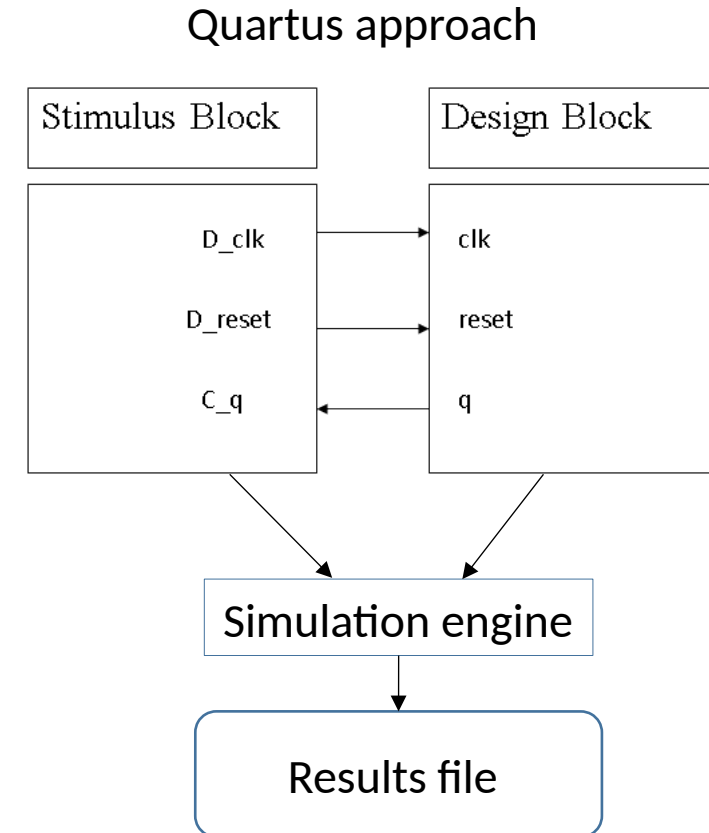 Quartus approach
Stimulus Block
Design Block
D_clk
clk
D_reset
reset
C_q
q
Simulation engine
Results file